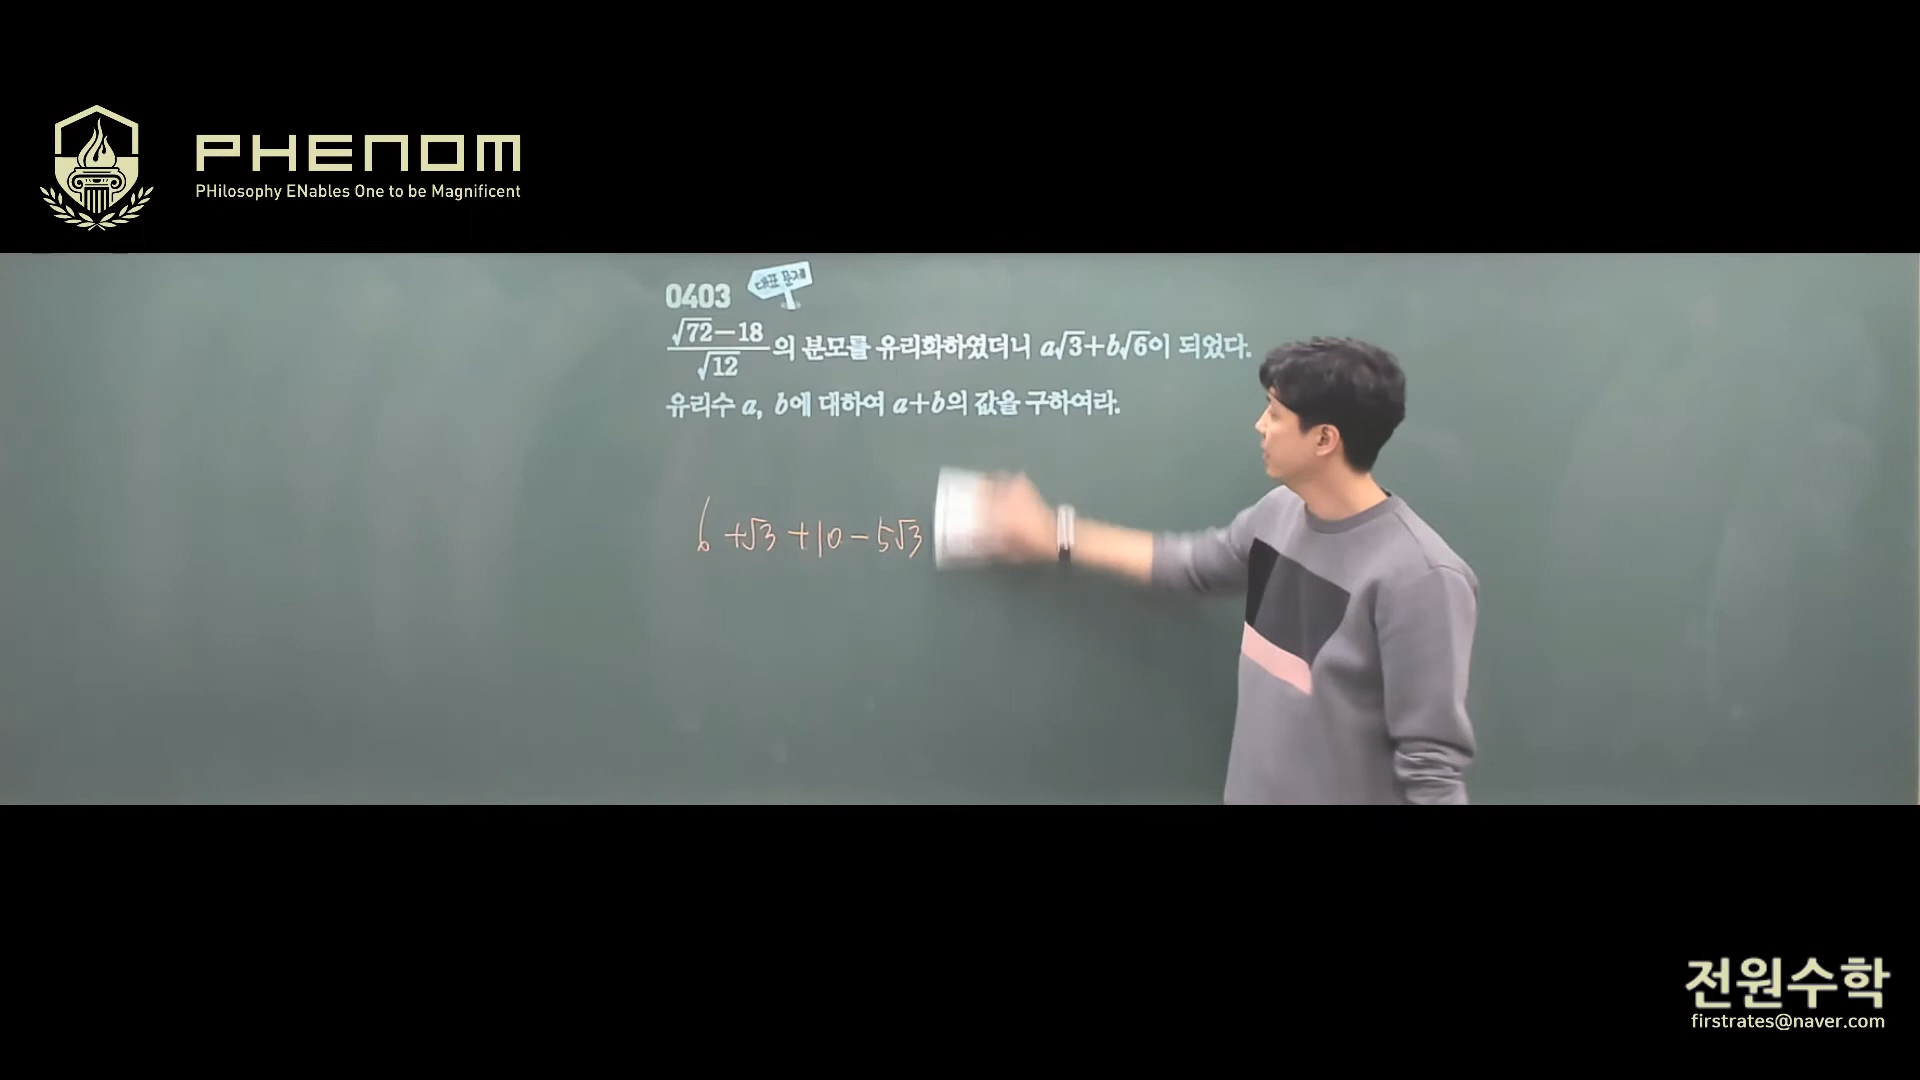 PHENOM
PHilosophy ENables One to be Magnificent
0403 대표 문제
(√72−18)/√12 의 분모를 유리화하였더니 a√3+b√6이 되었다.
유리수 a, b에 대하여 a+b의 값을 구하여라.
6 +√3 +10 − 5√3
전원수학
firstrates@naver.com